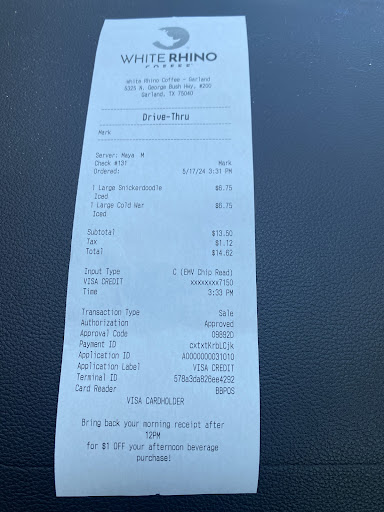 WHITE RHINO
COFFEE
White Rhino Coffee - Garland
6325 N. George Bush Hwy, #200
Garland, TX 75040
Drive-Thru
Mark
Server: Maya M
Check #131 Mark
Ordered: 5/17/24 3:31 PM
1 Large Snickerdoodle $6.75
Iced
1 Large Cold War $6.75
Iced
Subtotal $13.50
Tax $1.12
Total $14.62
Input Type C (EMV Chip Read)
VISA CREDIT xxxxxxxx7150
Time 3:33 PM
Transaction Type Sale
Authorization Approved
Approval Code 09892D
Payment ID cxtxtKrbLCjk
Application ID A0000000031010
Application Label VISA CREDIT
Terminal ID 578a3da826ee4292
Card Reader BBPOS
VISA CARDHOLDER
Bring back your morning receipt after
12PM
for $1 OFF your afternoon beverage
purchase!